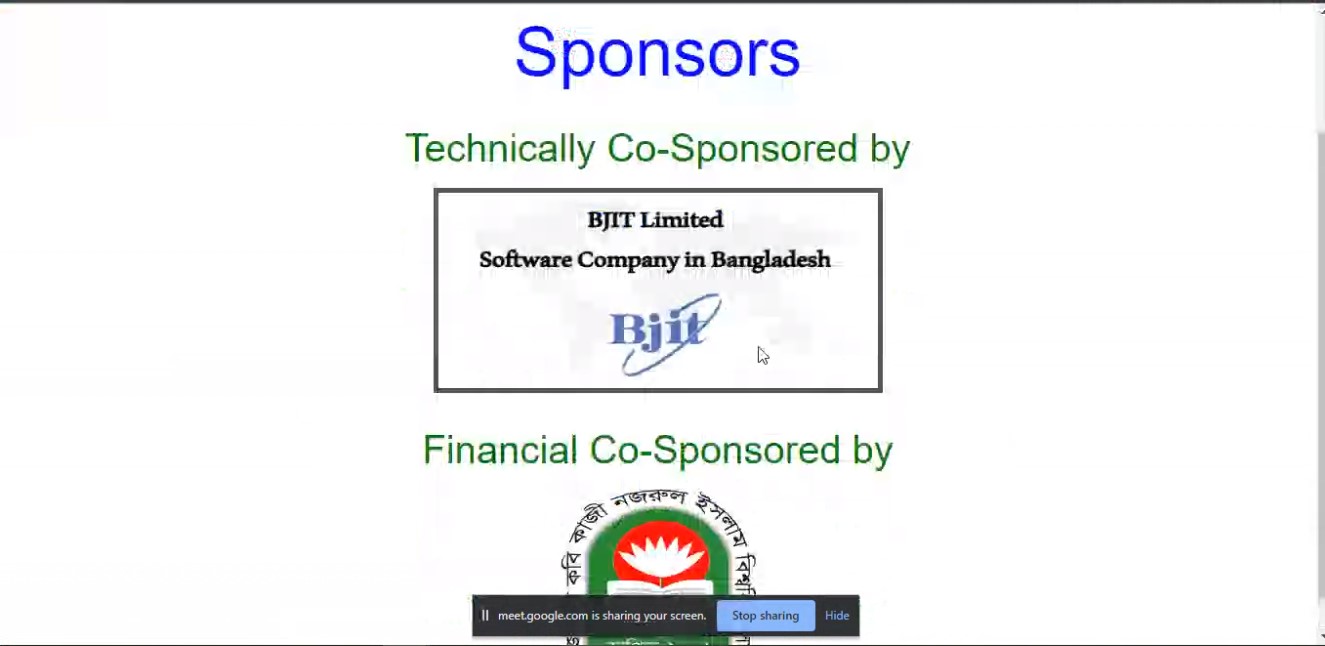 Sponsors
Technically Co-Sponsored by
BJIT Limited
Software Company in Bangladesh
Bjit
Financial Co-Sponsored by
কবি কাজী নজরুল ইসলাম
meet.google.com is sharing your screen. Stop sharing Hide